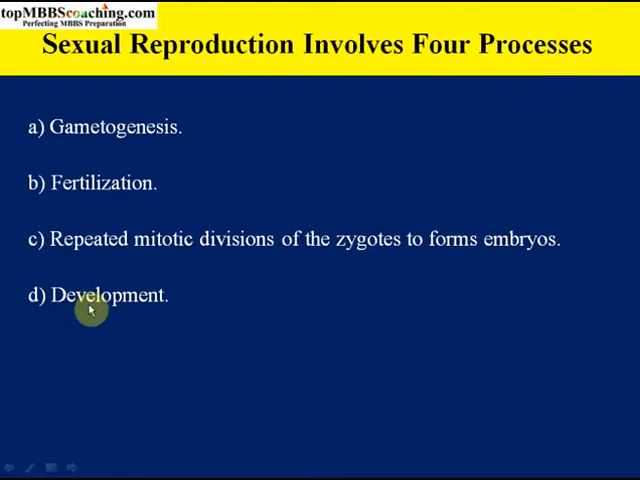 topMBBScoaching.com
Perfecting MBBS Preparation
Sexual Reproduction Involves Four Processes
a) Gametogenesis.
b) Fertilization.
c) Repeated mitotic divisions of the zygotes to forms embryos.
d) Development.